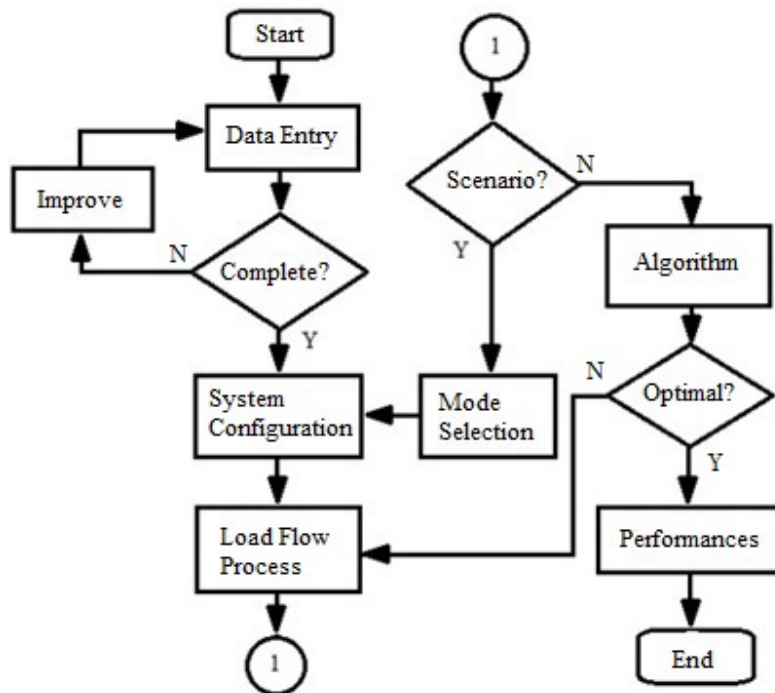 Start
Data Entry
Improve
N
Complete?
Y
System
Configuration
Load Flow
Process
1
1
Scenario?
N
Y
Algorithm
Mode
Selection
N
Optimal?
Y
Performances
End